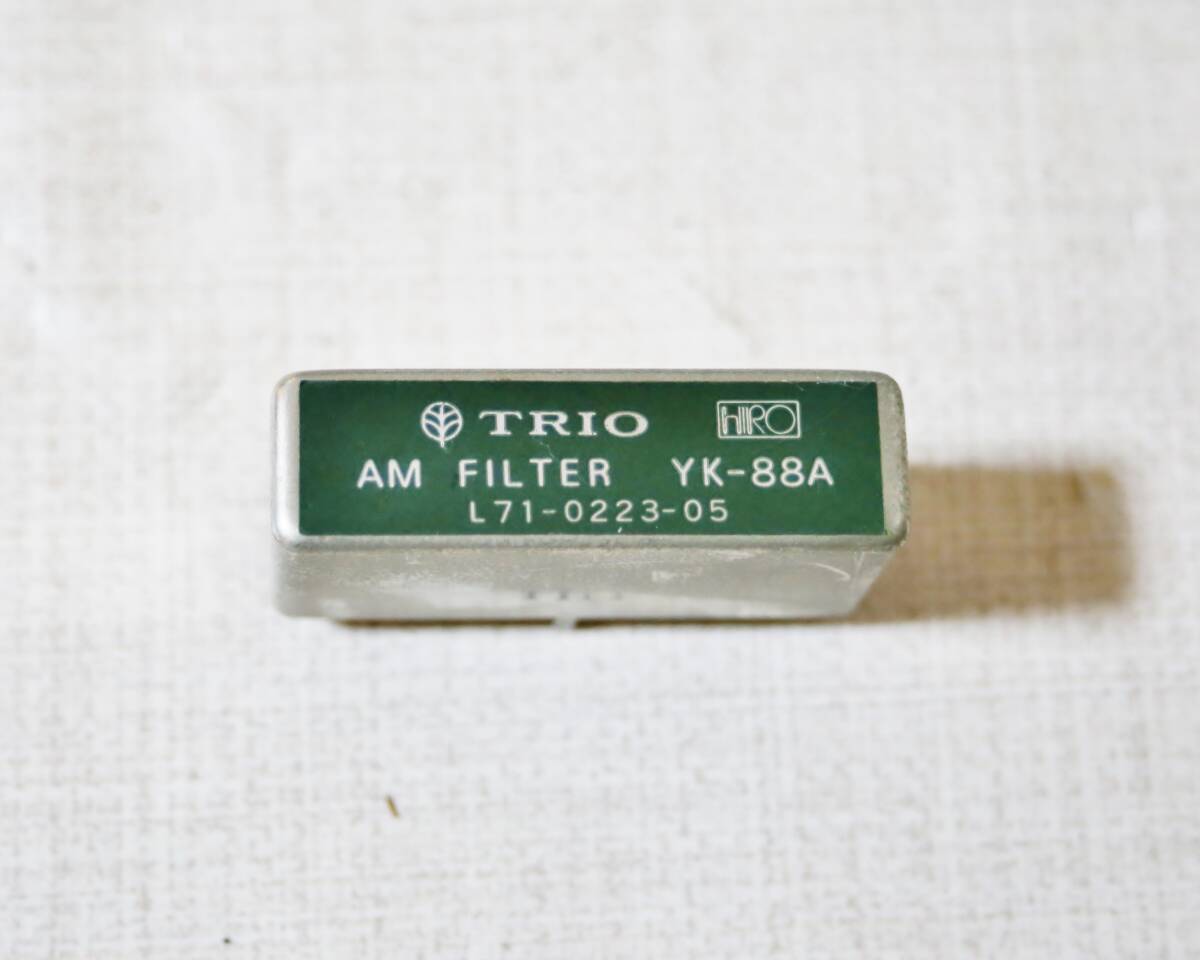 TRIO HIRO
AM FILTER YK-88A
L71-0223-05